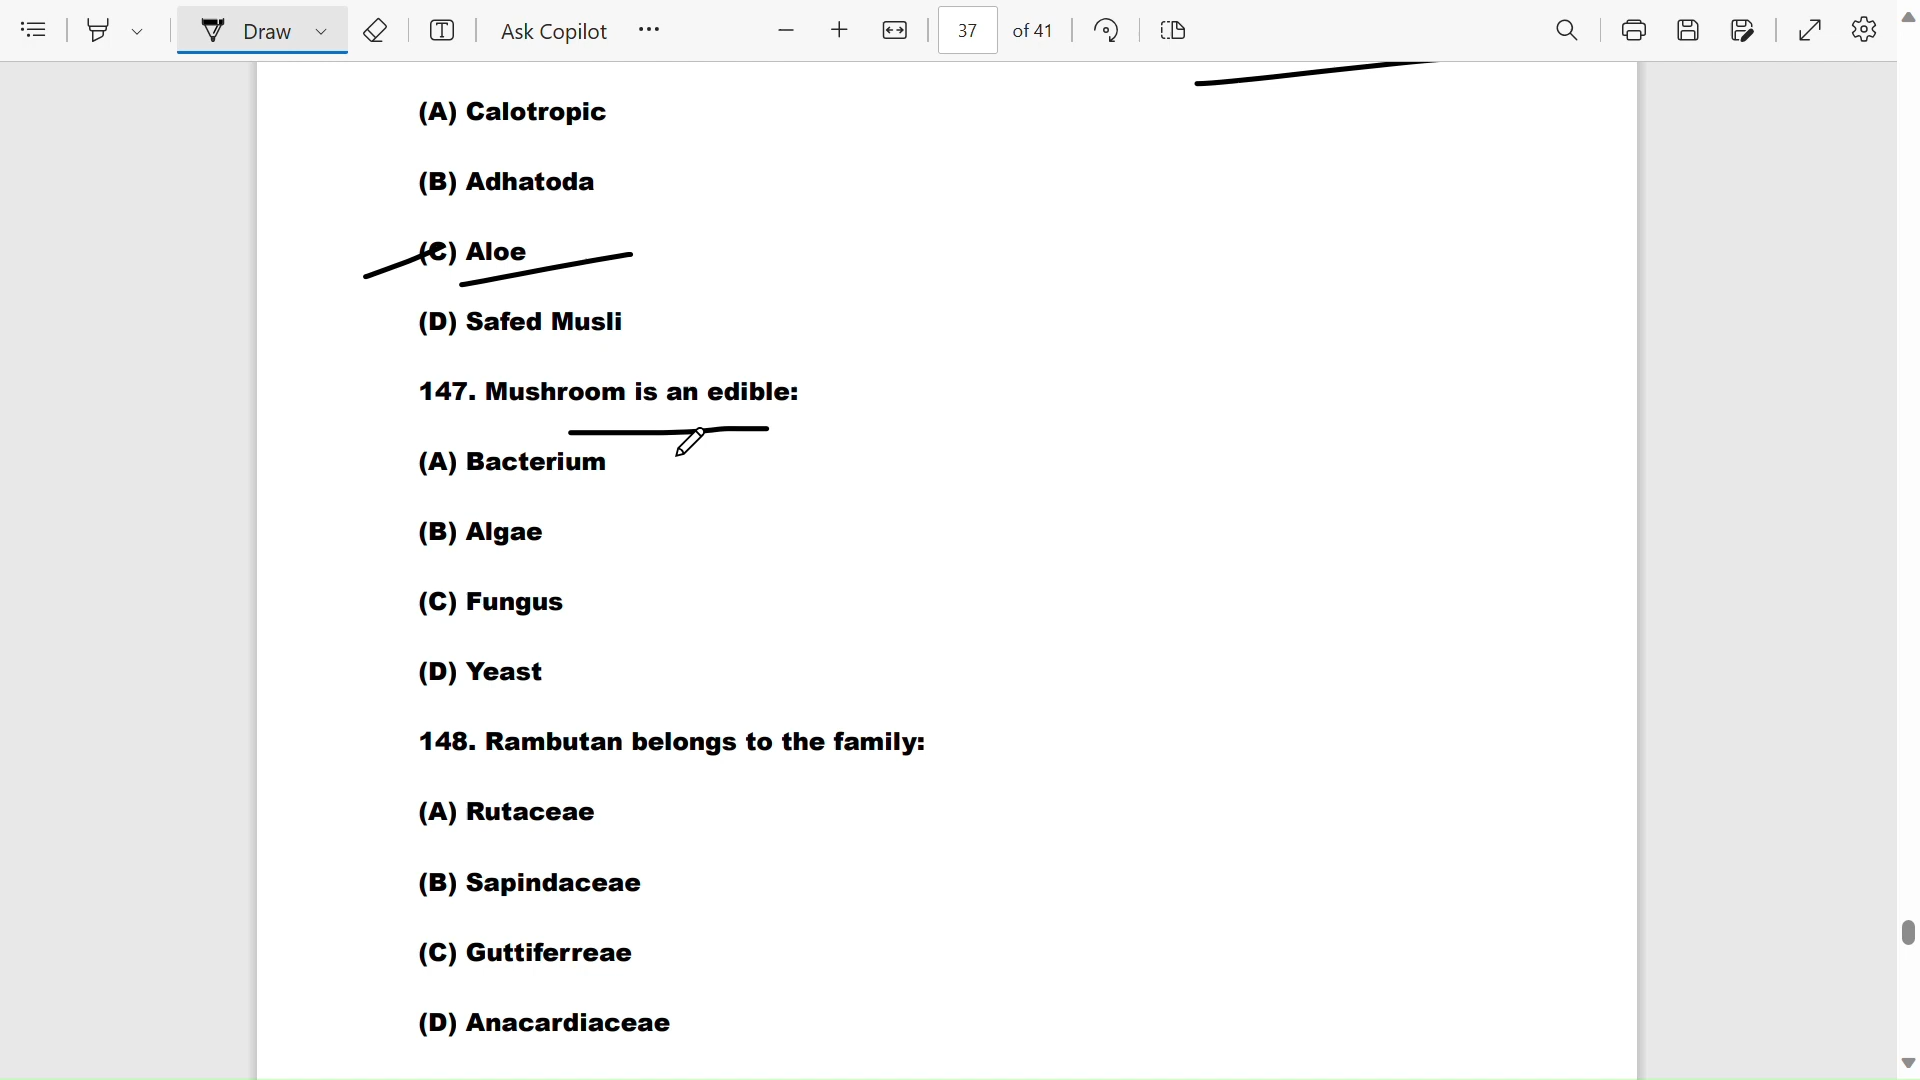 Draw
Ask Copilot
37 of 41
(A) Calotropic
(B) Adhatoda
(C) Aloe
(D) Safed Musli
147. Mushroom is an edible:
(A) Bacterium
(B) Algae
(C) Fungus
(D) Yeast
148. Rambutan belongs to the family:
(A) Rutaceae
(B) Sapindaceae
(C) Guttiferreae
(D) Anacardiaceae